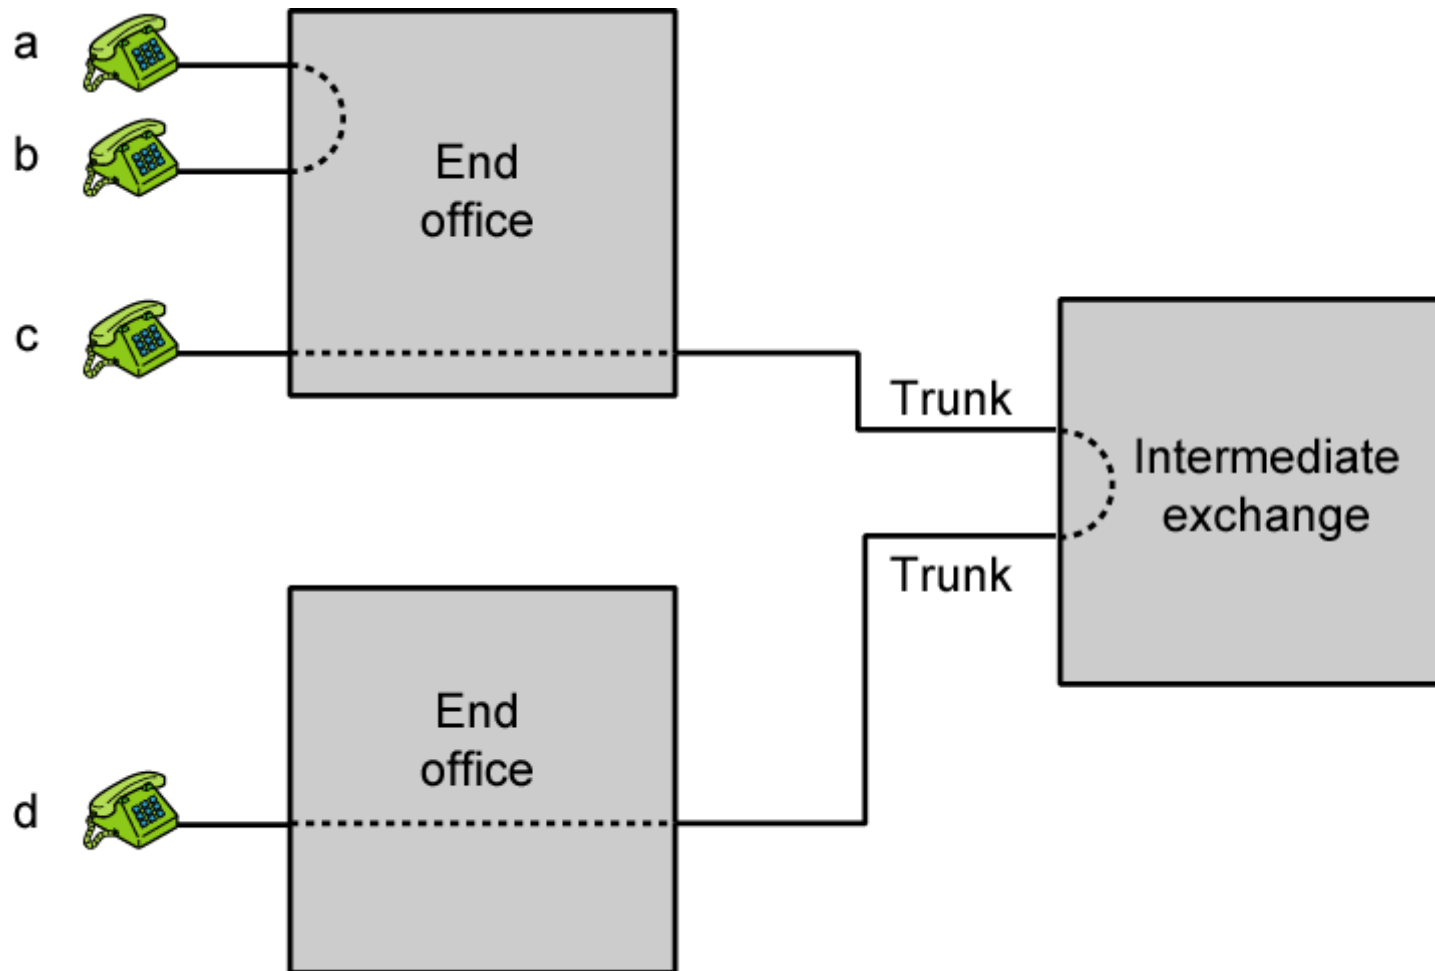 a
b
End
office
c
Trunk
Intermediate
exchange
Trunk
End
office
d